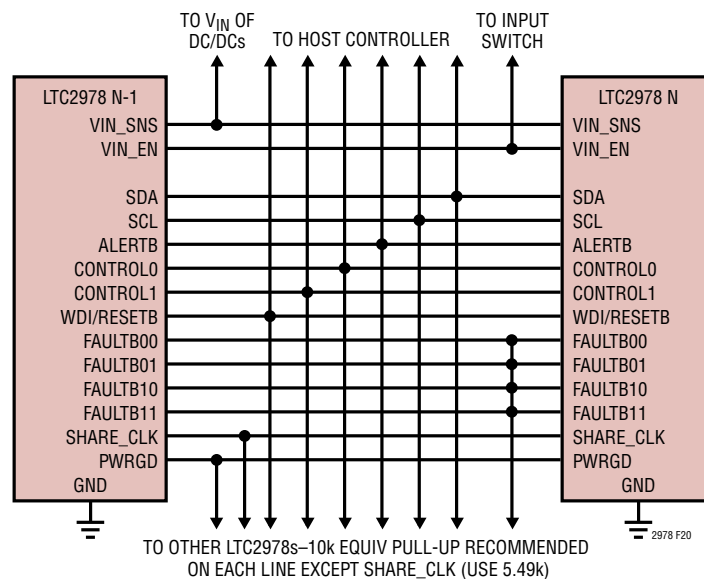 TO VIN OF
DC/DCs
TO HOST CONTROLLER
TO INPUT
SWITCH
LTC2978 N-1
VIN_SNS
VIN_EN
SDA
SCL
ALERTB
CONTROL0
CONTROL1
WDI/RESETB
FAULTB00
FAULTB01
FAULTB10
FAULTB11
SHARE_CLK
PWRGD
GND
LTC2978 N
VIN_SNS
VIN_EN
SDA
SCL
ALERTB
CONTROL0
CONTROL1
WDI/RESETB
FAULTB00
FAULTB01
FAULTB10
FAULTB11
SHARE_CLK
PWRGD
GND
2978 F20
TO OTHER LTC2978s–10k EQUIV PULL-UP RECOMMENDED
ON EACH LINE EXCEPT SHARE_CLK (USE 5.49k)